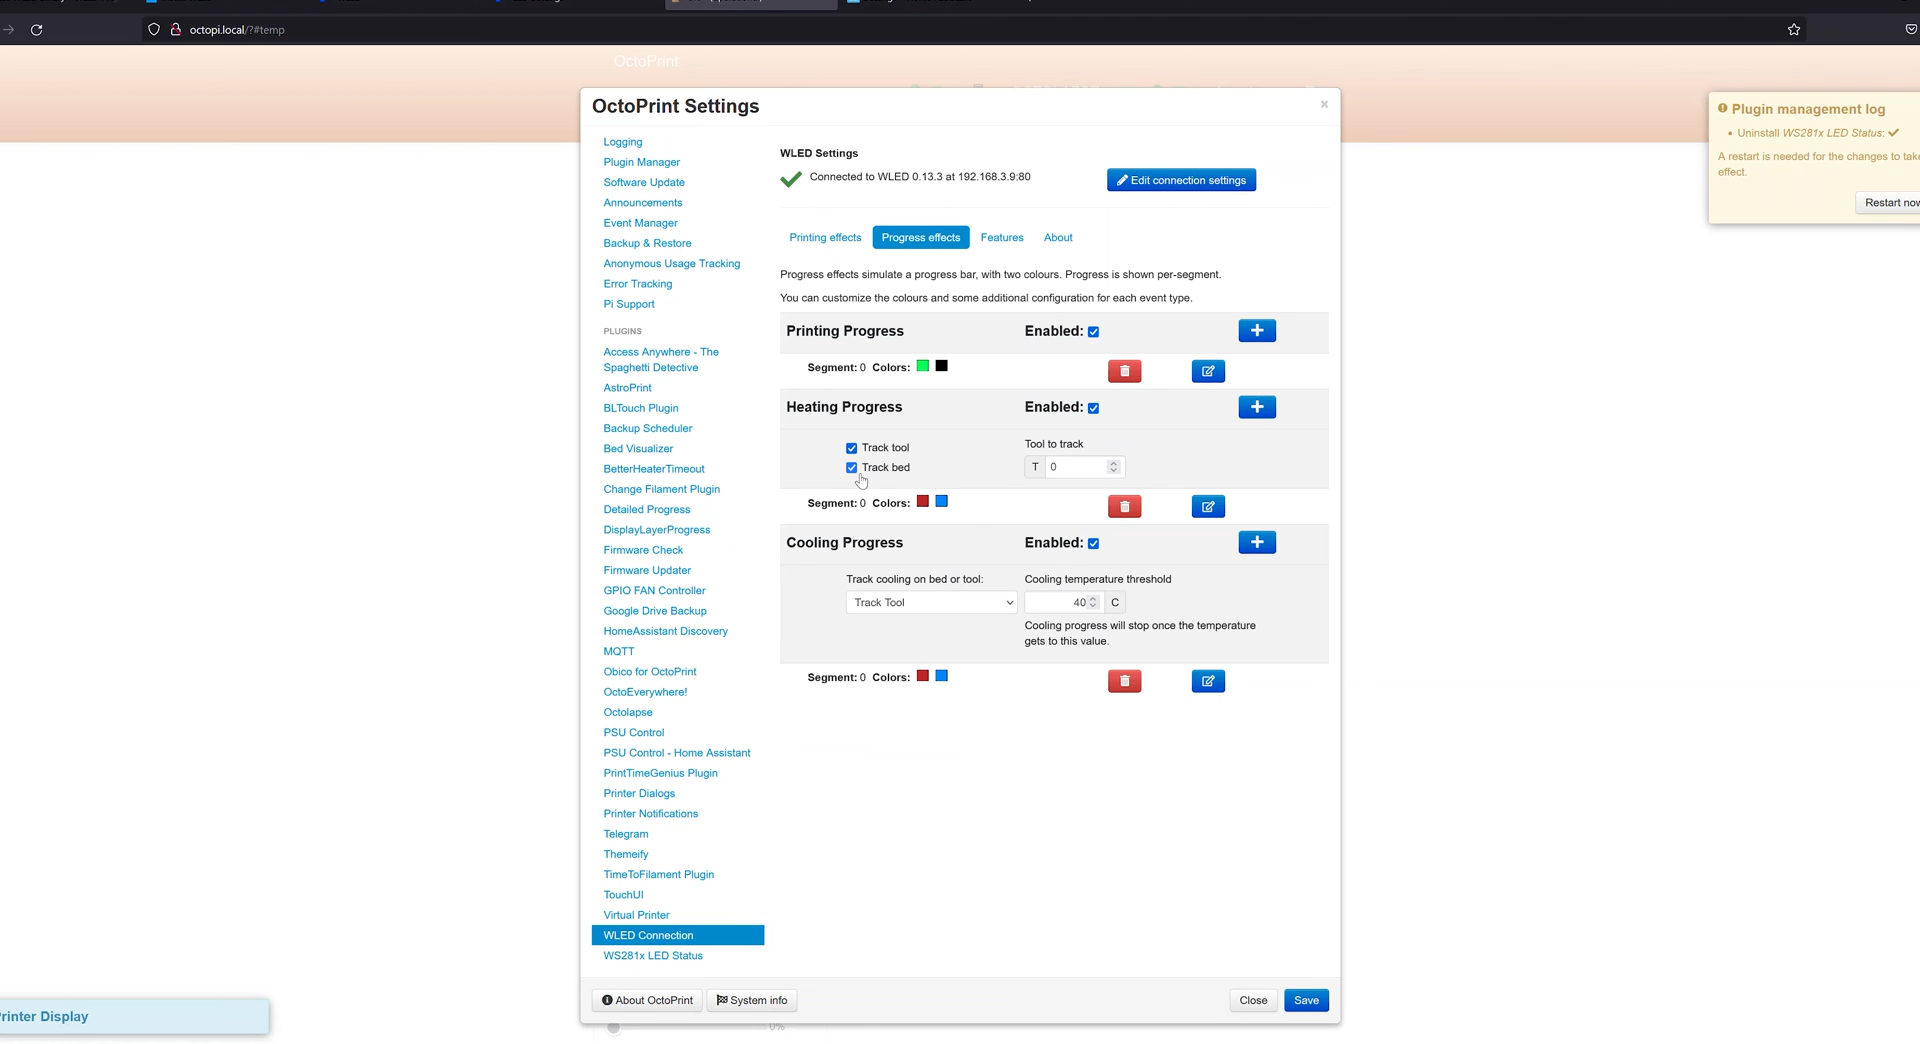 octopi.local/?#temp
OctoPrint
OctoPrint Settings
×
Logging
Plugin Manager
Software Update
Announcements
Event Manager
Backup & Restore
Anonymous Usage Tracking
Error Tracking
Pi Support
PLUGINS
Access Anywhere - The
Spaghetti Detective
AstroPrint
BLTouch Plugin
Backup Scheduler
Bed Visualizer
BetterHeaterTimeout
Change Filament Plugin
Detailed Progress
DisplayLayerProgress
Firmware Check
Firmware Updater
GPIO FAN Controller
Google Drive Backup
HomeAssistant Discovery
MQTT
Obico for OctoPrint
OctoEverywhere!
Octolapse
PSU Control
PSU Control - Home Assistant
PrintTimeGenius Plugin
Printer Dialogs
Printer Notifications
Telegram
Themeify
TimeToFilament Plugin
TouchUI
Virtual Printer
WLED Connection
WS281x LED Status
WLED Settings
Connected to WLED 0.13.3 at 192.168.3.9:80
Edit connection settings
Printing effects Progress effects Features About
Progress effects simulate a progress bar, with two colours. Progress is shown per-segment.
You can customize the colours and some additional configuration for each event type.
Printing Progress Enabled:
Segment: 0 Colors:
Heating Progress Enabled:
Track tool Tool to track
Track bed T 0
Segment: 0 Colors:
Cooling Progress Enabled:
Track cooling on bed or tool: Cooling temperature threshold
Track Tool 40 C
Cooling progress will stop once the temperature
gets to this value.
Segment: 0 Colors:
About OctoPrint System info Close Save
0%
Plugin management log
• Uninstall WS281x LED Status:
A restart is needed for the changes to take
effect.
Restart now
rinter Display